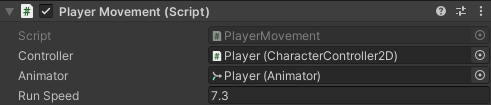 Player Movement (Script)
Script PlayerMovement
Controller Player (CharacterController2D)
Animator Player (Animator)
Run Speed 7.3